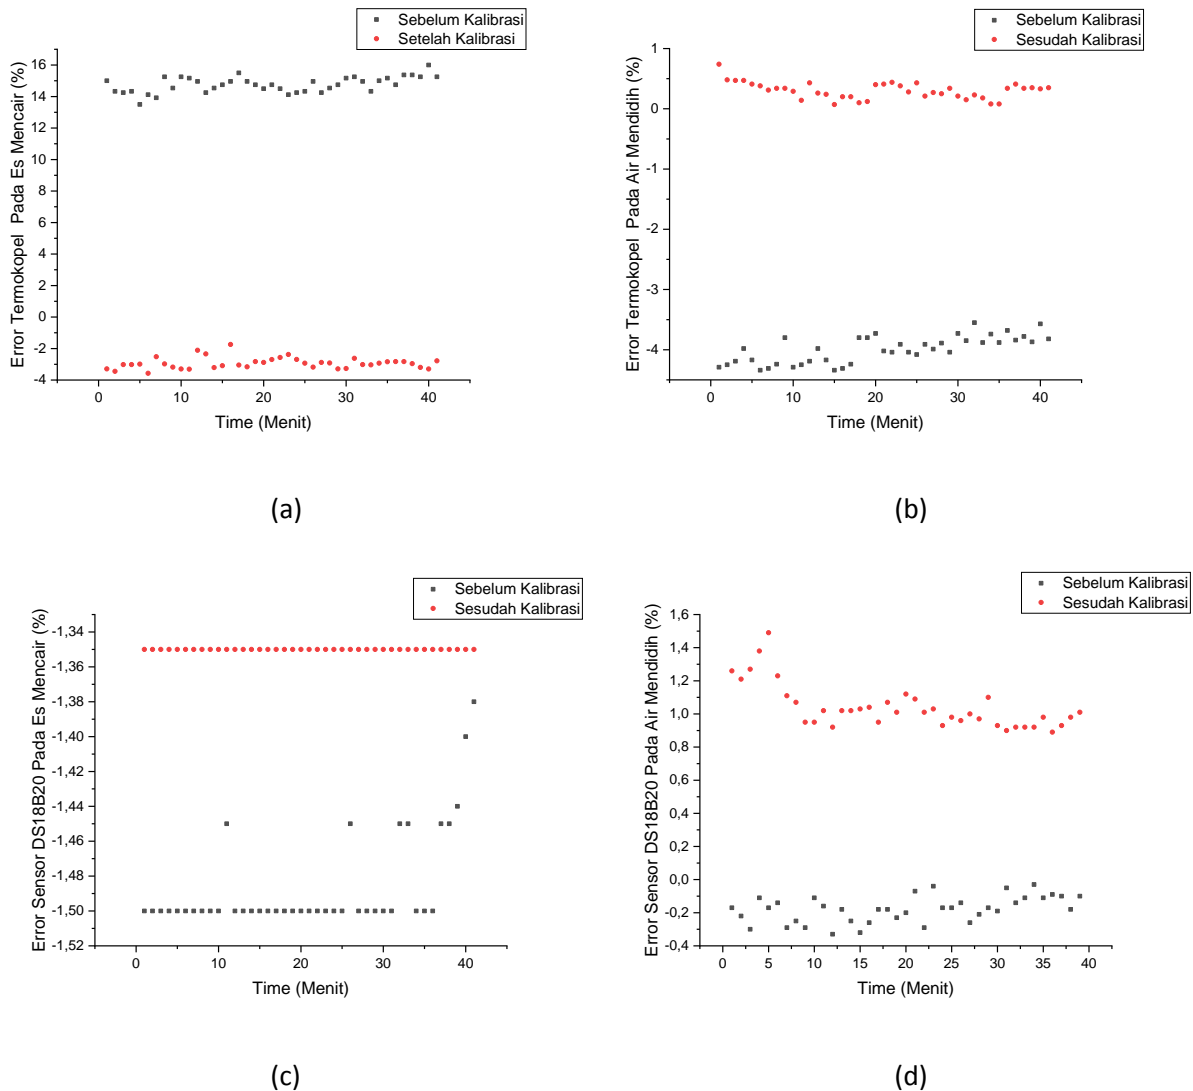 Sebelum Kalibrasi
Setelah Kalibrasi
Error Termokopel Pada Es Mencair (%)
16
14
12
10
8
6
4
2
0
-2
-4
0 10 20 30 40
Time (Menit)
(a)
Sebelum Kalibrasi
Sesudah Kalibrasi
Error Termokopel Pada Air Mendidih (%)
1
0
-1
-2
-3
-4
0 10 20 30 40
Time (Menit)
(b)
Sebelum Kalibrasi
Sesudah Kalibrasi
Error Sensor DS18B20 Pada Es Mencair (%)
-1,34
-1,36
-1,38
-1,40
-1,42
-1,44
-1,46
-1,48
-1,50
-1,52
0 10 20 30 40
Time (Menit)
(c)
Sebelum Kalibrasi
Sesudah Kalibrasi
Error Sensor DS18B20 Pada Air Mendidih (%)
1,6
1,4
1,2
1,0
0,8
0,6
0,4
0,2
0,0
-0,2
-0,4
0 5 10 15 20 25 30 35 40
Time (Menit)
(d)